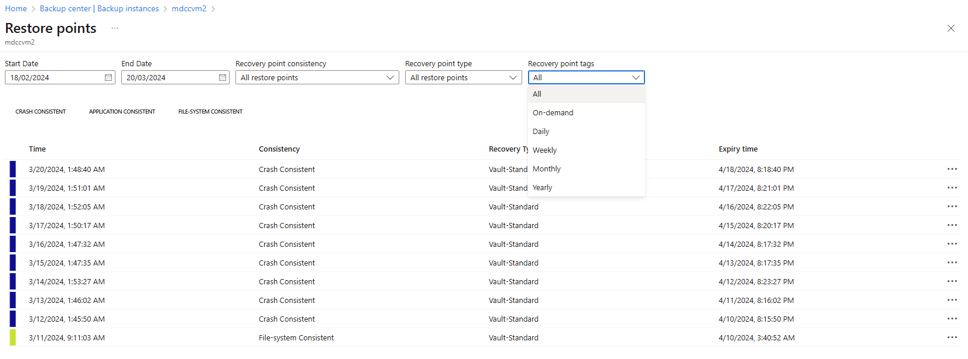 Home > Backup center | Backup instances > mdccvm2 >
Restore points ...
mdccvm2
Start Date End Date Recovery point consistency Recovery point type Recovery point tags
18/02/2024 20/03/2024 All restore points All restore points All
All
CRASH CONSISTENT APPLICATION CONSISTENT FILE-SYSTEM CONSISTENT On-demand
Daily
Weekly
Monthly
Yearly
Time Consistency Recovery Ty Expiry time
3/20/2024, 1:48:40 AM Crash Consistent Vault-Stand 4/18/2024, 8:18:40 PM
3/19/2024, 1:51:01 AM Crash Consistent Vault-Stand 4/17/2024, 8:21:01 PM
3/18/2024, 1:52:05 AM Crash Consistent Vault-Standard 4/16/2024, 8:22:05 PM
3/17/2024, 1:50:17 AM Crash Consistent Vault-Standard 4/15/2024, 8:20:17 PM
3/16/2024, 1:47:32 AM Crash Consistent Vault-Standard 4/14/2024, 8:17:32 PM
3/15/2024, 1:47:35 AM Crash Consistent Vault-Standard 4/13/2024, 8:17:35 PM
3/14/2024, 1:53:27 AM Crash Consistent Vault-Standard 4/12/2024, 8:23:27 PM
3/13/2024, 1:46:02 AM Crash Consistent Vault-Standard 4/11/2024, 8:16:02 PM
3/12/2024, 1:45:50 AM Crash Consistent Vault-Standard 4/10/2024, 8:15:50 PM
3/11/2024, 9:11:03 AM File-system Consistent Vault-Standard 4/10/2024, 3:40:52 AM